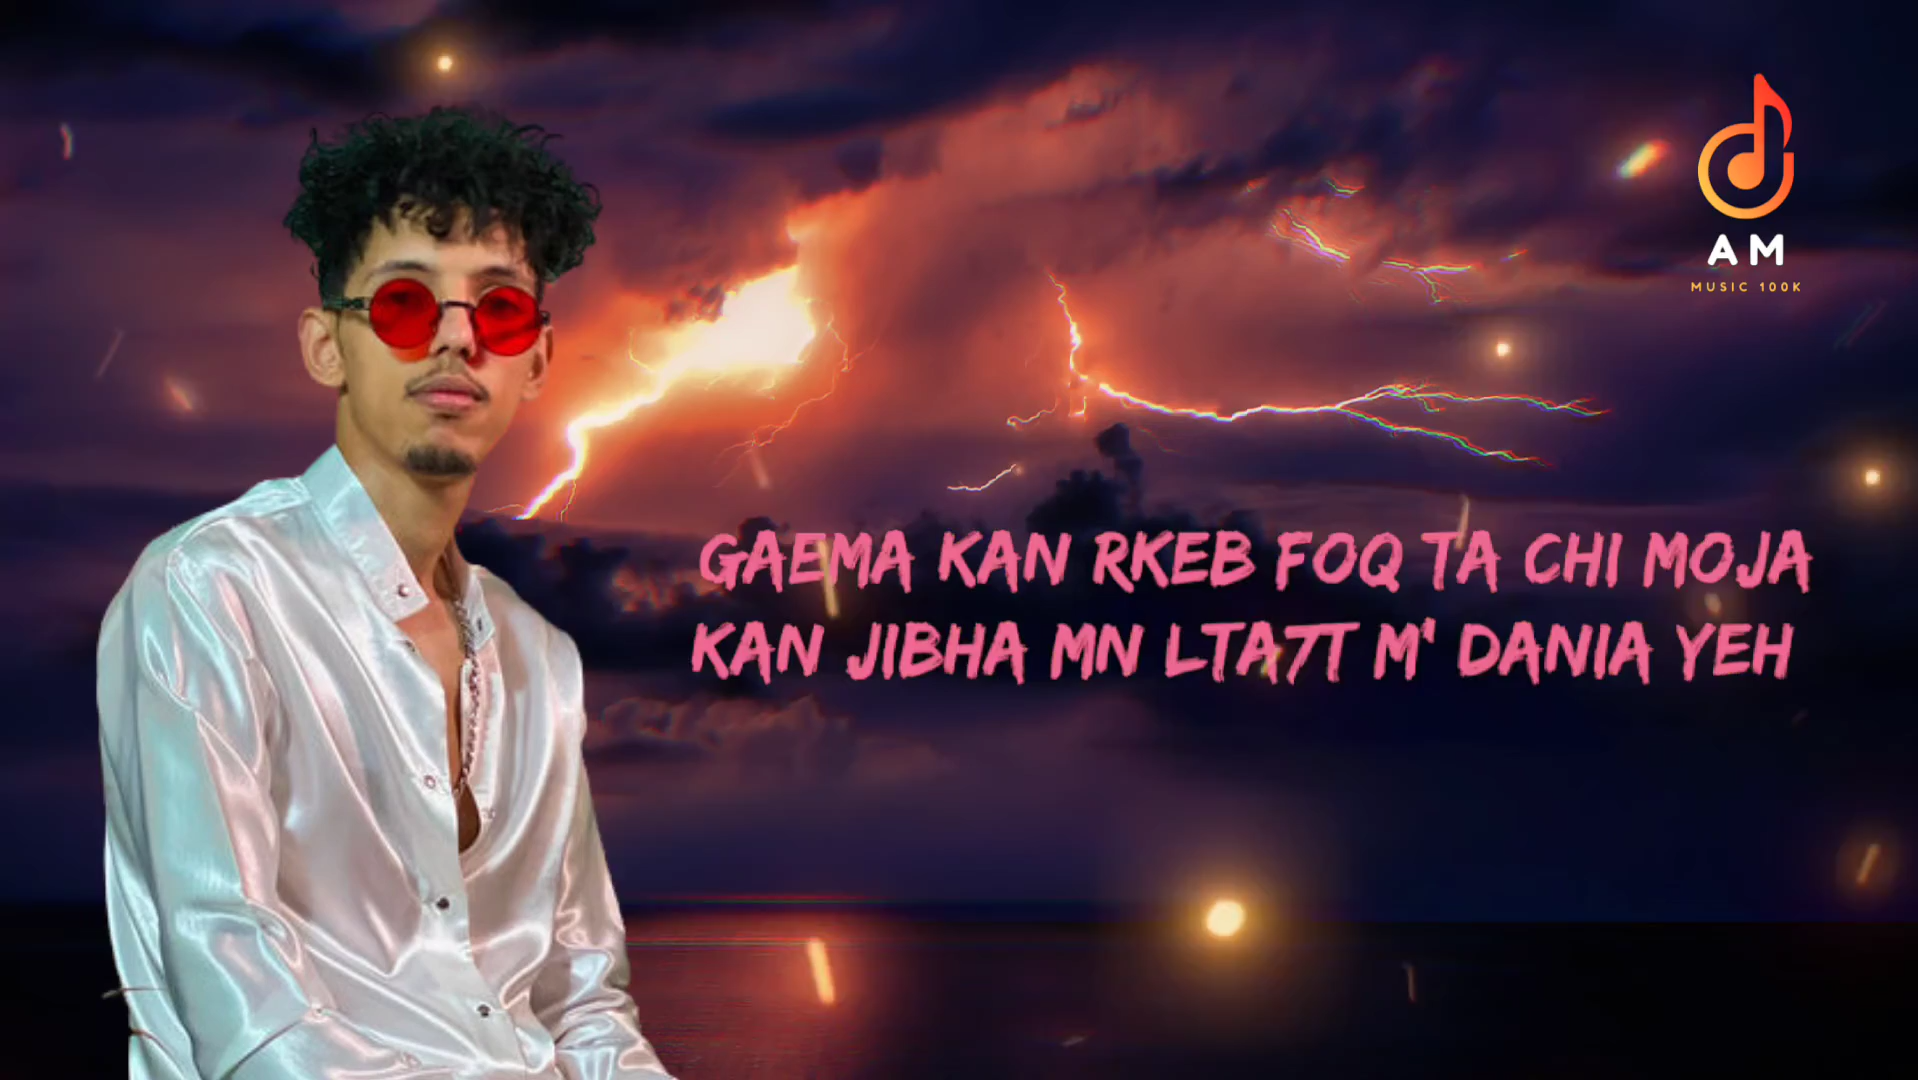 AM
MUSIC 100K
GAEMA KAN RKEB FOQ TA CHI MOJA
KAN JIBHA MN LTA7T M' DANIA YEH